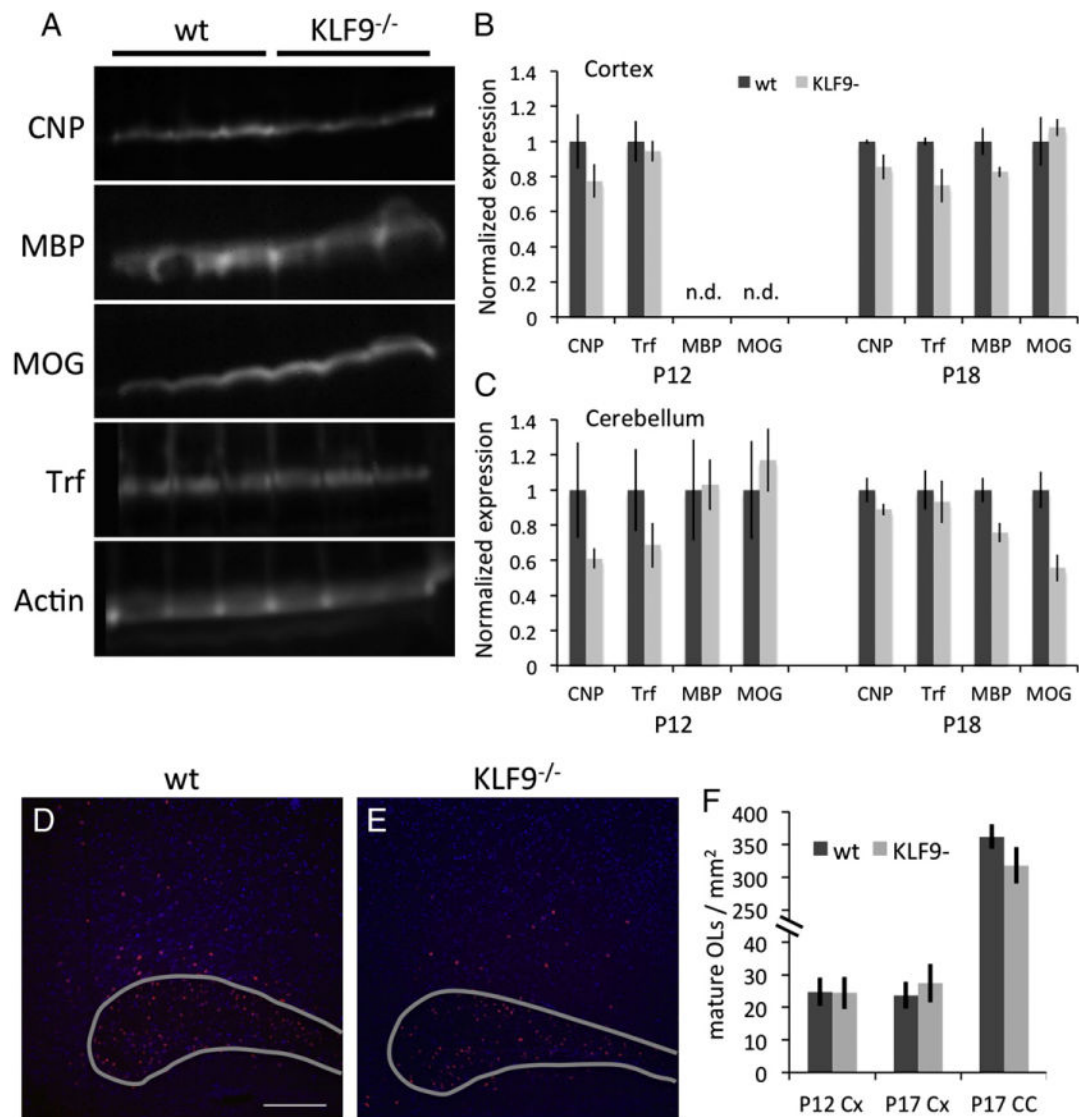 A
wt KLF9-/-
CNP
MBP
MOG
Trf
Actin
B
Cortex
wt KLF9-
Normalized expression
1.4
1.2
1
0.8
0.6
0.4
0.2
0
n.d. n.d.
CNP Trf MBP MOG CNP Trf MBP MOG
P12 P18
C
Cerebellum
Normalized expression
1.4
1.2
1
0.8
0.6
0.4
0.2
0
CNP Trf MBP MOG CNP Trf MBP MOG
P12 P18
wt KLF9-/-
D E
F
wt KLF9-
mature OLs / mm2
400
350
300
250
40
30
20
10
0
P12 Cx P17 Cx P17 CC